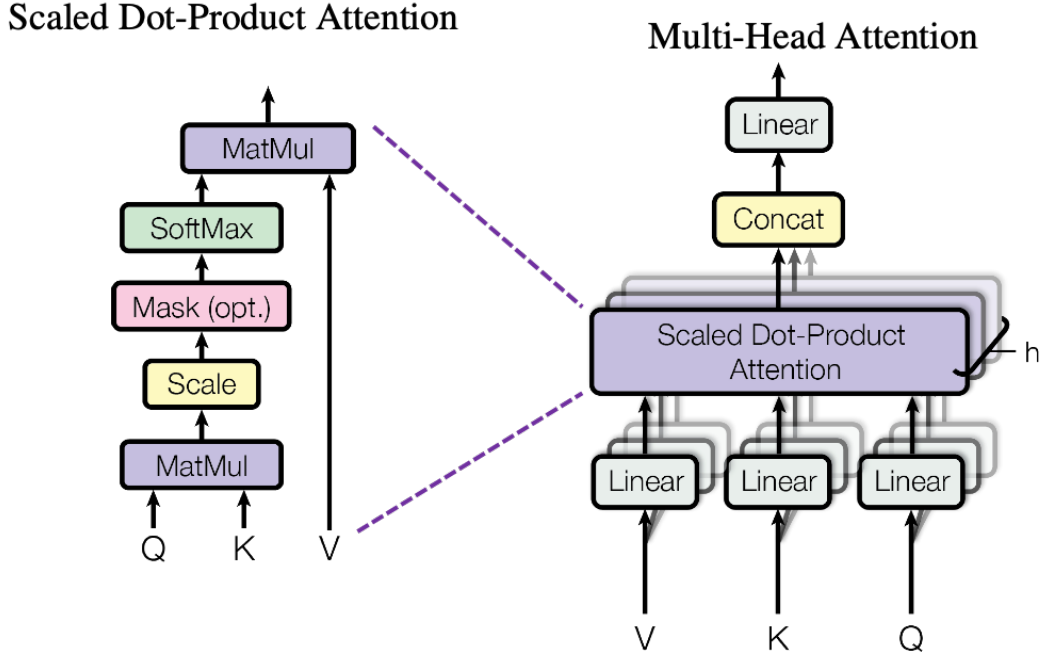 Scaled Dot-Product Attention
MatMul
SoftMax
Mask (opt.)
Scale
MatMul
Q K V
Multi-Head Attention
Linear
Concat
Scaled Dot-Product
Attention
h
Linear Linear Linear
V K Q